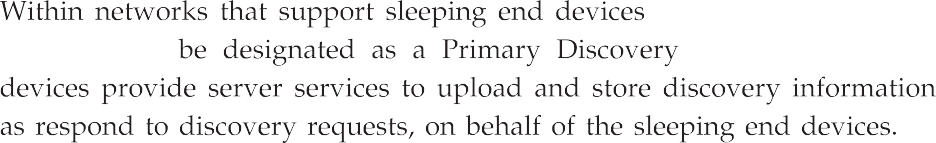 Within networks that support sleeping end devices
be designated as a Primary Discovery
devices provide server services to upload and store discovery information
as respond to discovery requests, on behalf of the sleeping end devices.